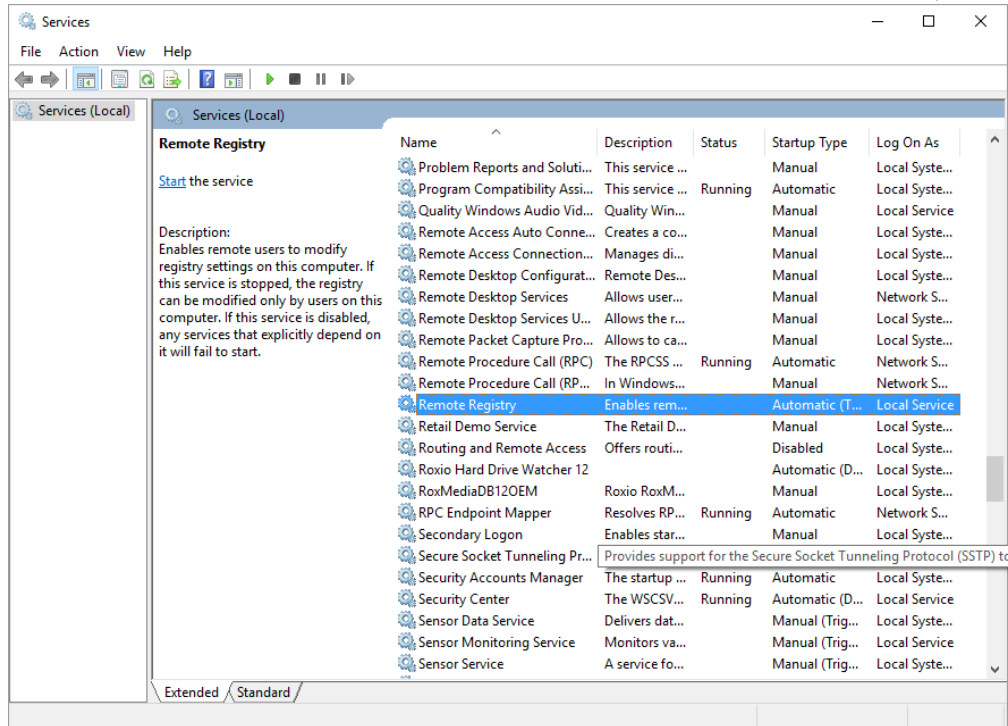 Services
File Action View Help
Services (Local)
Services (Local)
Remote Registry
Start the service
Description:
Enables remote users to modify
registry settings on this computer. If
this service is stopped, the registry
can be modified only by users on this
computer. If this service is disabled,
any services that explicitly depend on
it will fail to start.
Name Description Status Startup Type Log On As
Problem Reports and Soluti... This service ... Manual Local Syste...
Program Compatibility Assi... This service ... Running Automatic Local Syste...
Quality Windows Audio Vid... Quality Win... Manual Local Service
Remote Access Auto Conne... Creates a co... Manual Local Syste...
Remote Access Connection... Manages di... Manual Local Syste...
Remote Desktop Configurat... Remote Des... Manual Local Syste...
Remote Desktop Services Allows user... Manual Network S...
Remote Desktop Services U... Allows the r... Manual Local Syste...
Remote Packet Capture Pro... Allows to ca... Manual Local Syste...
Remote Procedure Call (RPC) The RPCSS ... Running Automatic Network S...
Remote Procedure Call (RP... In Windows... Manual Network S...
Remote Registry Enables rem... Automatic (T... Local Service
Retail Demo Service The Retail D... Manual Local Syste...
Routing and Remote Access Offers routi... Disabled Local Syste...
Roxio Hard Drive Watcher 12 Automatic (D... Local Syste...
RoxMediaDB12OEM Roxio RoxM... Manual Local Syste...
RPC Endpoint Mapper Resolves RP... Running Automatic Network S...
Secondary Logon Enables star... Manual Local Syste...
Secure Socket Tunneling Pr... Provides support for the Secure Socket Tunneling Protocol (SSTP) to
Security Accounts Manager The startup ... Running Automatic Local Syste...
Security Center The WSCSV... Running Automatic (D... Local Service
Sensor Data Service Delivers dat... Manual (Trig... Local Syste...
Sensor Monitoring Service Monitors va... Manual (Trig... Local Service
Sensor Service A service fo... Manual (Trig... Local Syste...
Extended Standard